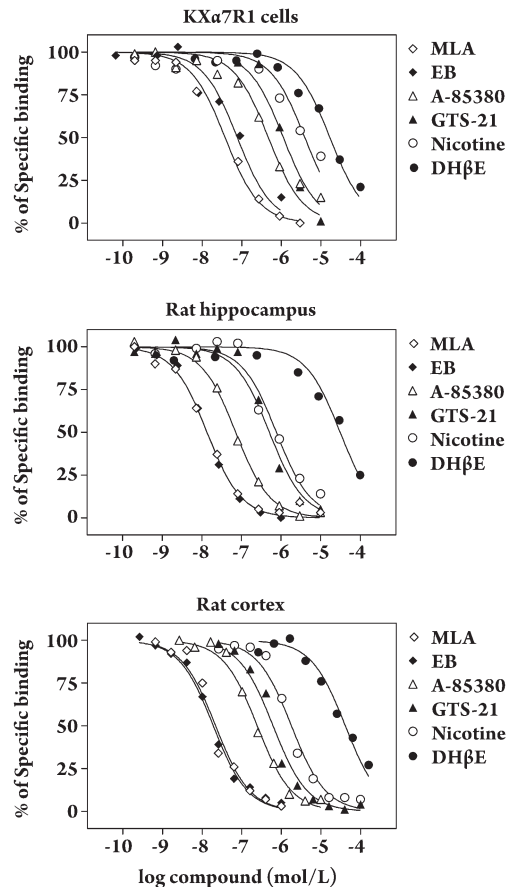 KXα7R1 cells
% of Specific binding
100
75
50
25
0
-10 -9 -8 -7 -6 -5 -4
MLA
EB
A-85380
GTS-21
Nicotine
DHβE
Rat hippocampus
% of Specific binding
100
75
50
25
0
-10 -9 -8 -7 -6 -5 -4
MLA
EB
A-85380
GTS-21
Nicotine
DHβE
Rat cortex
% of Specific binding
100
75
50
25
0
-10 -9 -8 -7 -6 -5 -4
log compound (mol/L)
MLA
EB
A-85380
GTS-21
Nicotine
DHβE